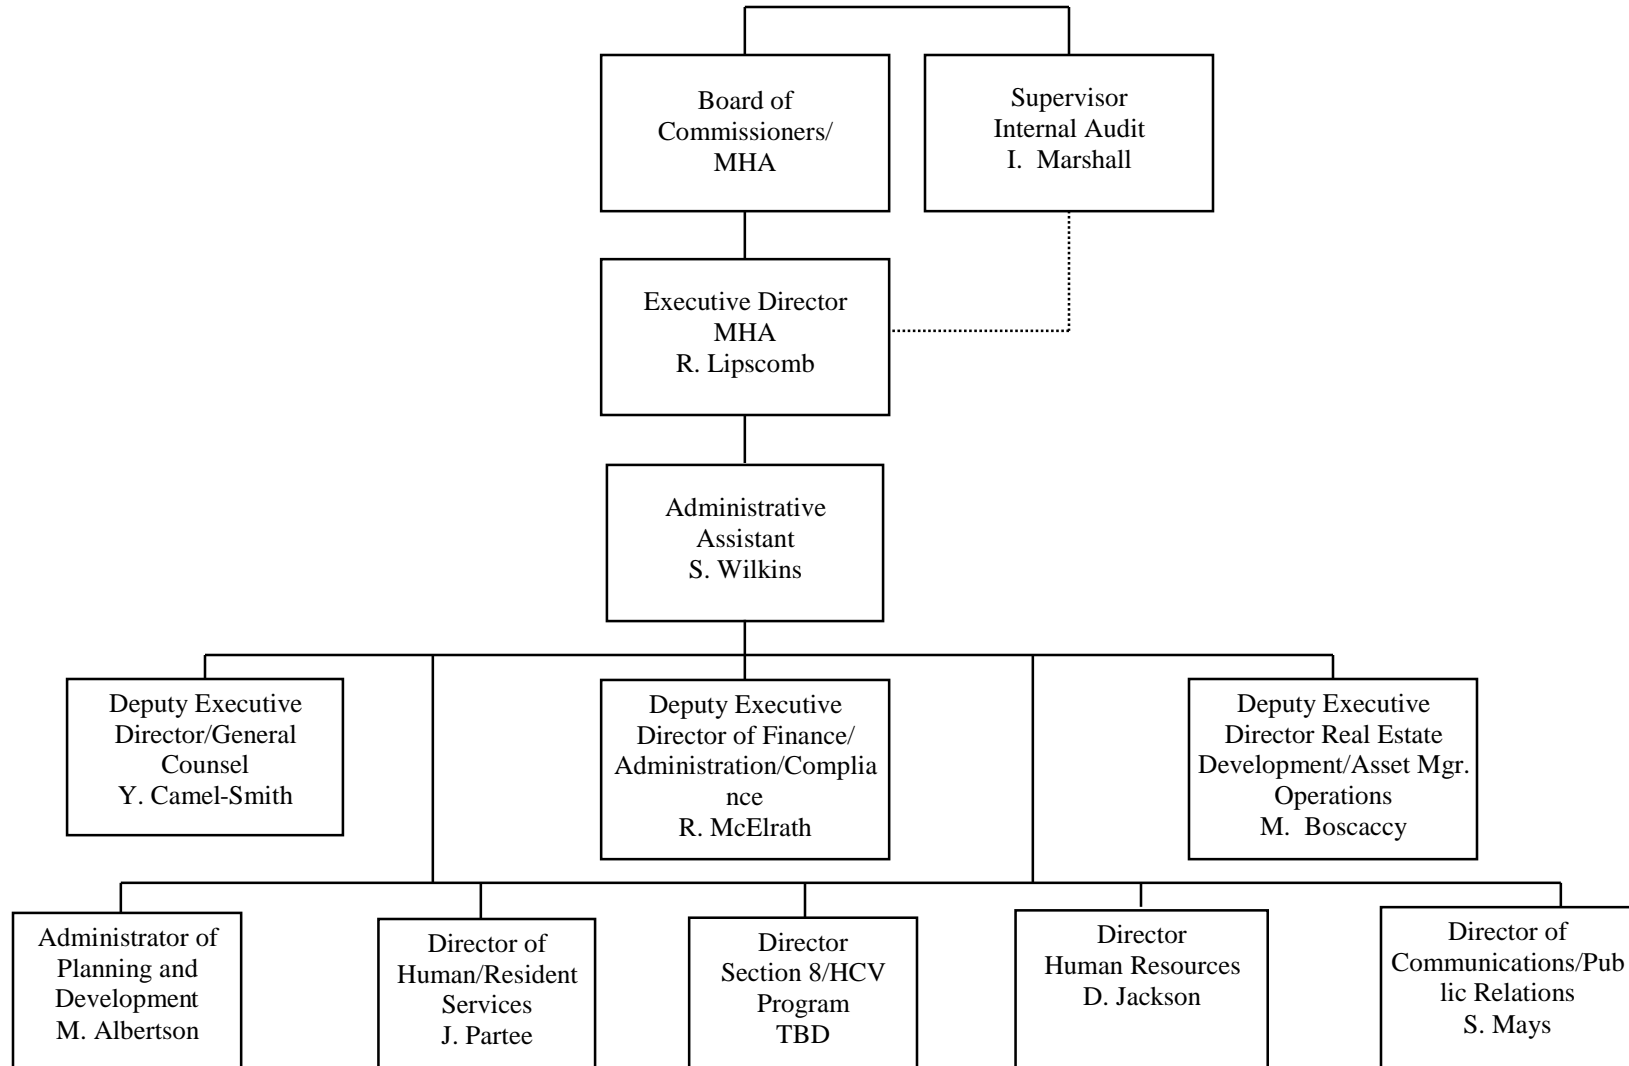 Board of
Commissioners/
MHA
Supervisor
Internal Audit
I. Marshall
Executive Director
MHA
R. Lipscomb
Administrative
Assistant
S. Wilkins
Deputy Executive
Director/General
Counsel
Y. Camel-Smith
Deputy Executive
Director of Finance/
Administration/Complia
nce
R. McElrath
Deputy Executive
Director Real Estate
Development/Asset Mgr.
Operations
M. Boscaccy
Administrator of
Planning and
Development
M. Albertson
Director of
Human/Resident
Services
J. Partee
Director
Section 8/HCV
Program
TBD
Director
Human Resources
D. Jackson
Director of
Communications/Pub
lic Relations
S. Mays